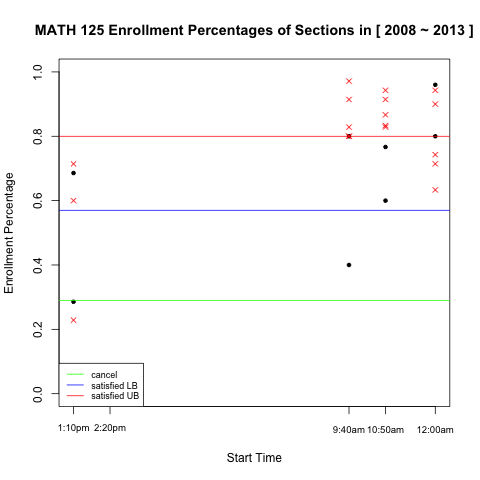 MATH 125 Enrollment Percentages of Sections in [ 2008 ~ 2013 ]
Enrollment Percentage
1.0
0.8
0.6
0.4
0.2
0.0
cancel
satisfied LB
satisfied UB
1:10pm 2:20pm 9:40am 10:50am 12:00am
Start Time